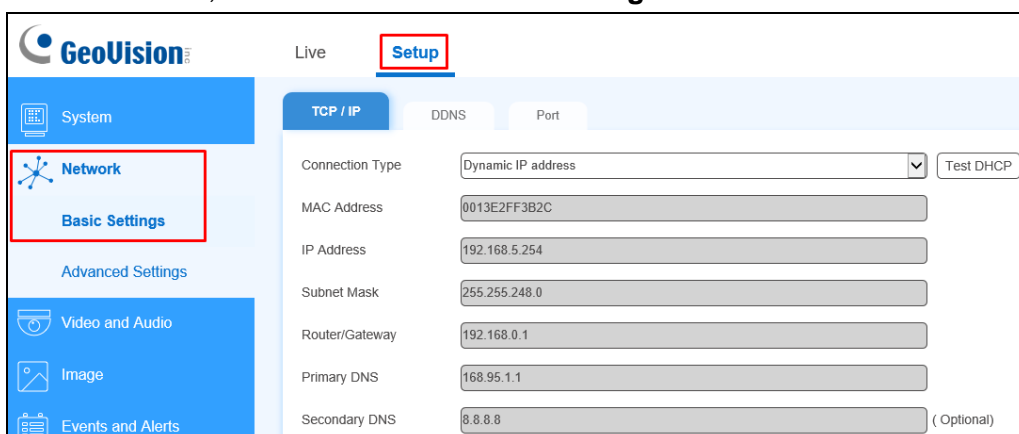 GeoVision Inc
Live Setup
System
TCP / IP DDNS Port
Network
Connection Type Dynamic IP address Test DHCP
Basic Settings
MAC Address 0013E2FF3B2C
IP Address 192.168.5.254
Advanced Settings
Subnet Mask 255.255.248.0
Video and Audio
Router/Gateway 192.168.0.1
Image
Primary DNS 168.95.1.1
Events and Alerts
Secondary DNS 8.8.8.8 ( Optional)